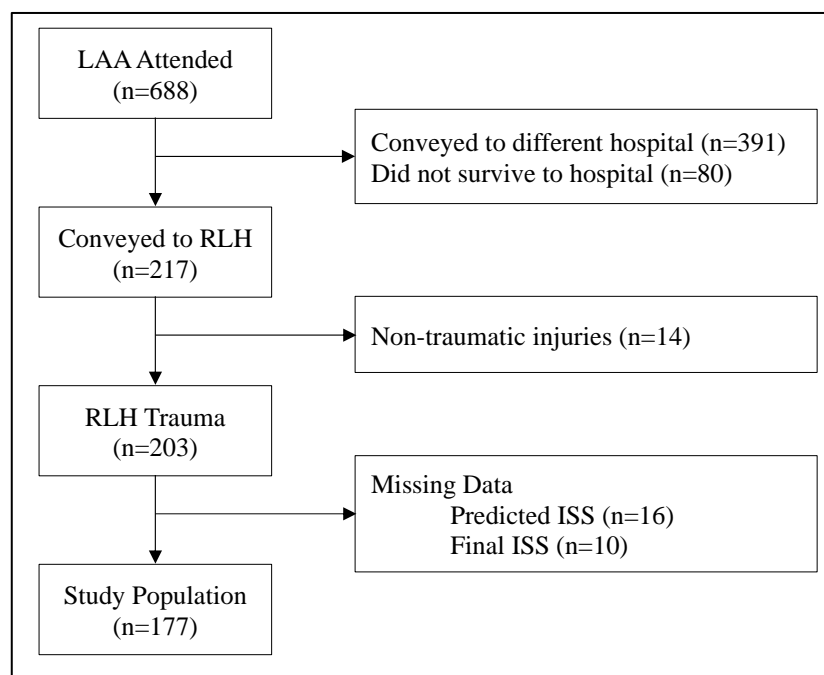 LAA Attended
(n=688)
Conveyed to different hospital (n=391)
Did not survive to hospital (n=80)
Conveyed to RLH
(n=217)
Non-traumatic injuries (n=14)
RLH Trauma
(n=203)
Missing Data
Predicted ISS (n=16)
Final ISS (n=10)
Study Population
(n=177)